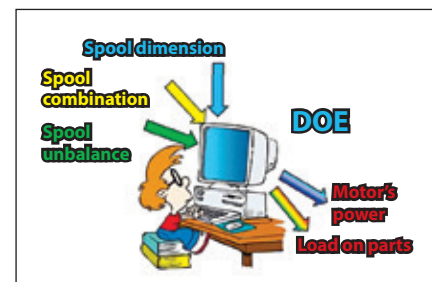 Spool dimension
Spool
combination
Spool
unbalance
DOE
Motor's
power
Load on parts